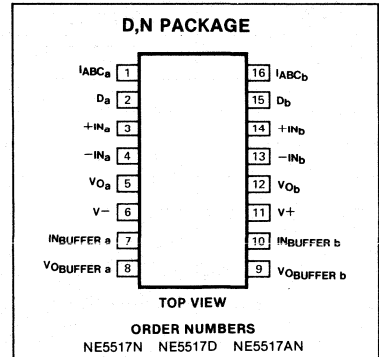 D,N PACKAGE
IABCa 1 16 IABCb
Da 2 15 Db
+INa 3 14 +INb
−INa 4 13 −INb
VOa 5 12 VOb
V− 6 11 V+
INBUFFER a 7 10 INBUFFER b
VOBUFFER a 8 9 VOBUFFER b
TOP VIEW
ORDER NUMBERS
NE5517N NE5517D NE5517AN